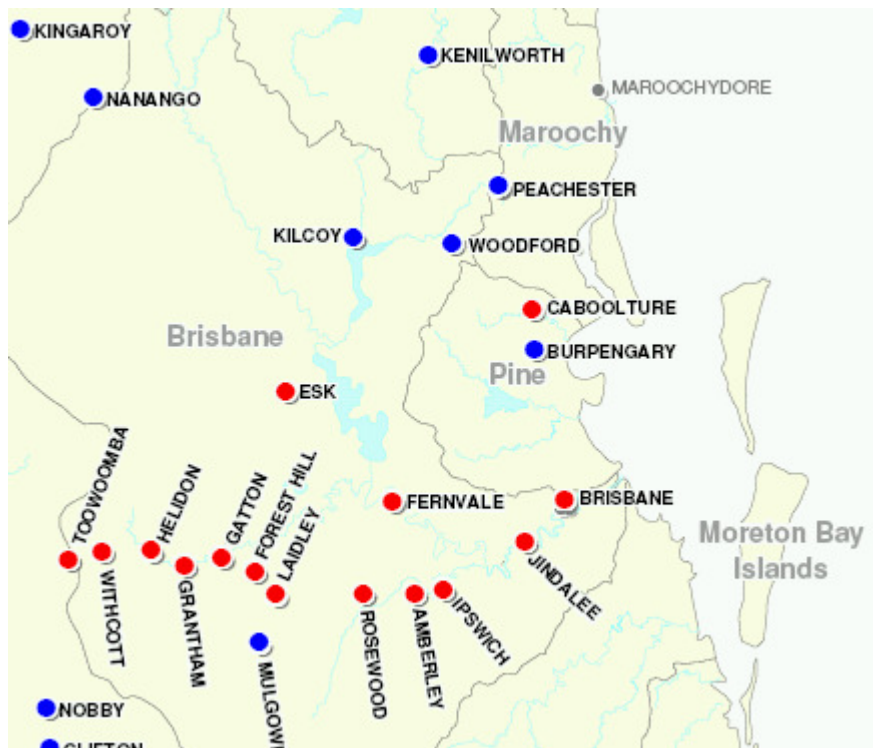 KINGAROY
KENILWORTH
MAROOCHYDORE
NANANGO
Maroochy
PEACHESTER
KILCOY
WOODFORD
CABOOLTURE
Brisbane
BURPENGARY
Pine
ESK
TOOWOOMBA
HELIDON
GATTON
FOREST HILL
LAIDLEY
FERNVALE
BRISBANE
Moreton Bay
Islands
WITHCOTT
GRANTHAM
ROSEWOOD
AMBERLEY
IPSWICH
JINDALEE
NOBBY